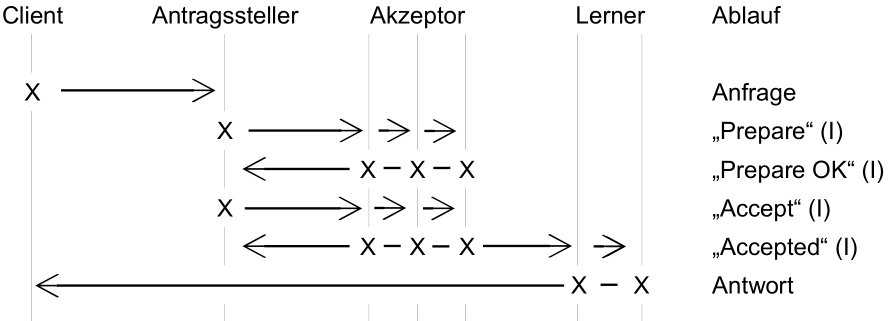 Client Antragssteller Akzeptor Lerner Ablauf
X Anfrage
X „Prepare“ (I)
X – X – X „Prepare OK“ (I)
X „Accept“ (I)
X – X – X „Accepted“ (I)
X – X Antwort